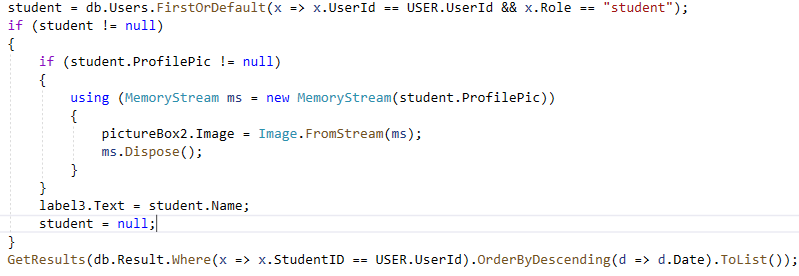 student = db.Users.FirstOrDefault(x => x.UserId == USER.UserId && x.Role == "student");
if (student != null)
{
    if (student.ProfilePic != null)
    {
        using (MemoryStream ms = new MemoryStream(student.ProfilePic))
        {
            pictureBox2.Image = Image.FromStream(ms);
            ms.Dispose();
        }
    }
    label3.Text = student.Name;
    student = null;
}
GetResults(db.Result.Where(x => x.StudentID == USER.UserId).OrderByDescending(d => d.Date).ToList());